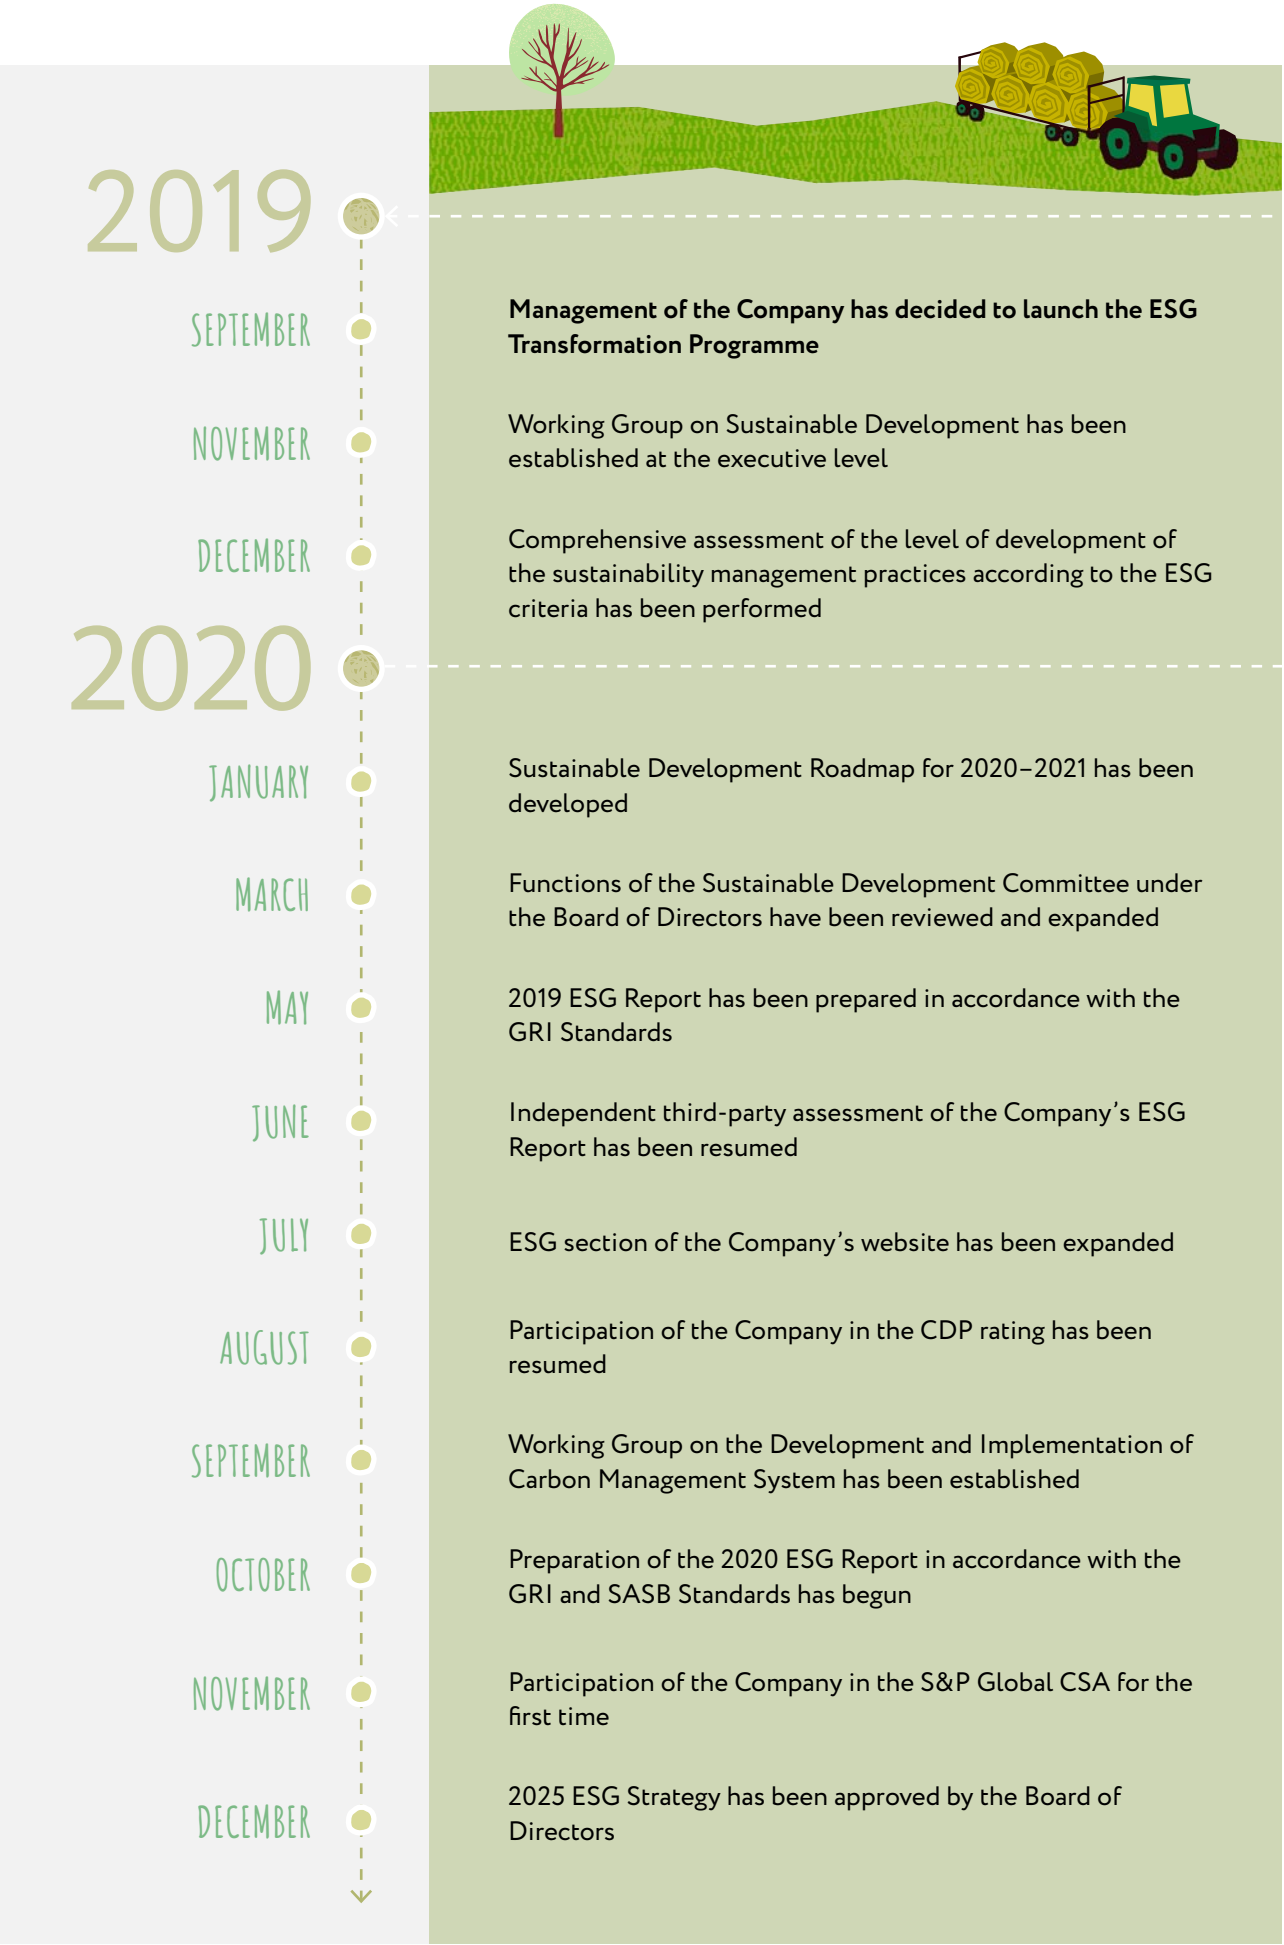 2019
SEPTEMBER
Management of the Company has decided to launch the ESG
Transformation Programme
NOVEMBER
Working Group on Sustainable Development has been
established at the executive level
DECEMBER
Comprehensive assessment of the level of development of
the sustainability management practices according to the ESG
criteria has been performed
2020
JANUARY
Sustainable Development Roadmap for 2020–2021 has been
developed
MARCH
Functions of the Sustainable Development Committee under
the Board of Directors have been reviewed and expanded
MAY
2019 ESG Report has been prepared in accordance with the
GRI Standards
JUNE
Independent third-party assessment of the Company’s ESG
Report has been resumed
JULY
ESG section of the Company’s website has been expanded
AUGUST
Participation of the Company in the CDP rating has been
resumed
SEPTEMBER
Working Group on the Development and Implementation of
Carbon Management System has been established
OCTOBER
Preparation of the 2020 ESG Report in accordance with the
GRI and SASB Standards has begun
NOVEMBER
Participation of the Company in the S&P Global CSA for the
first time
DECEMBER
2025 ESG Strategy has been approved by the Board of
Directors